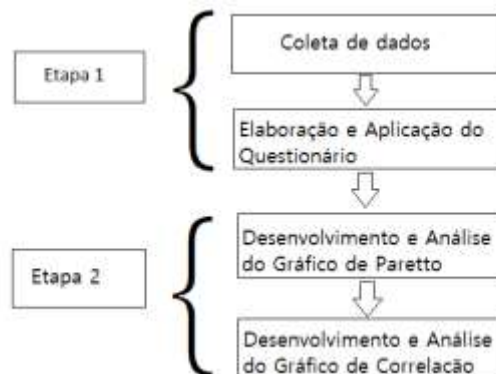 Etapa 1
Coleta de dados
Elaboração e Aplicação do
Questionário
Etapa 2
Desenvolvimento e Análise
do Gráfico de Paretto
Desenvolvimento e Análise
do Gráfico de Correlação